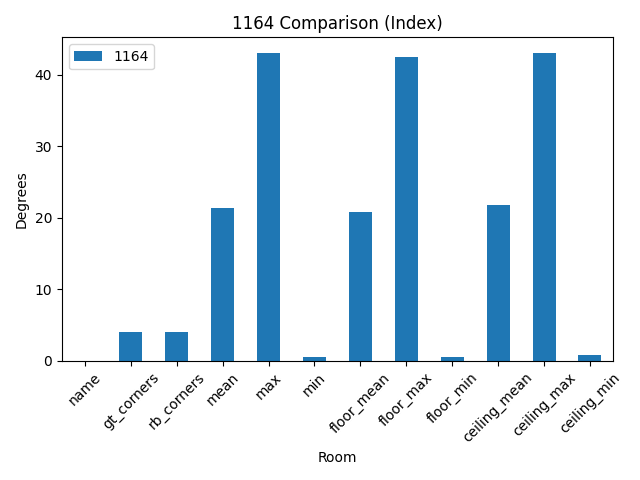 1164 Comparison (Index)
1164
Degrees
40
30
20
10
0
name
gt_corners
rb_corners
mean
max
min
floor_mean
floor_max
floor_min
ceiling_mean
ceiling_max
ceiling_min
Room